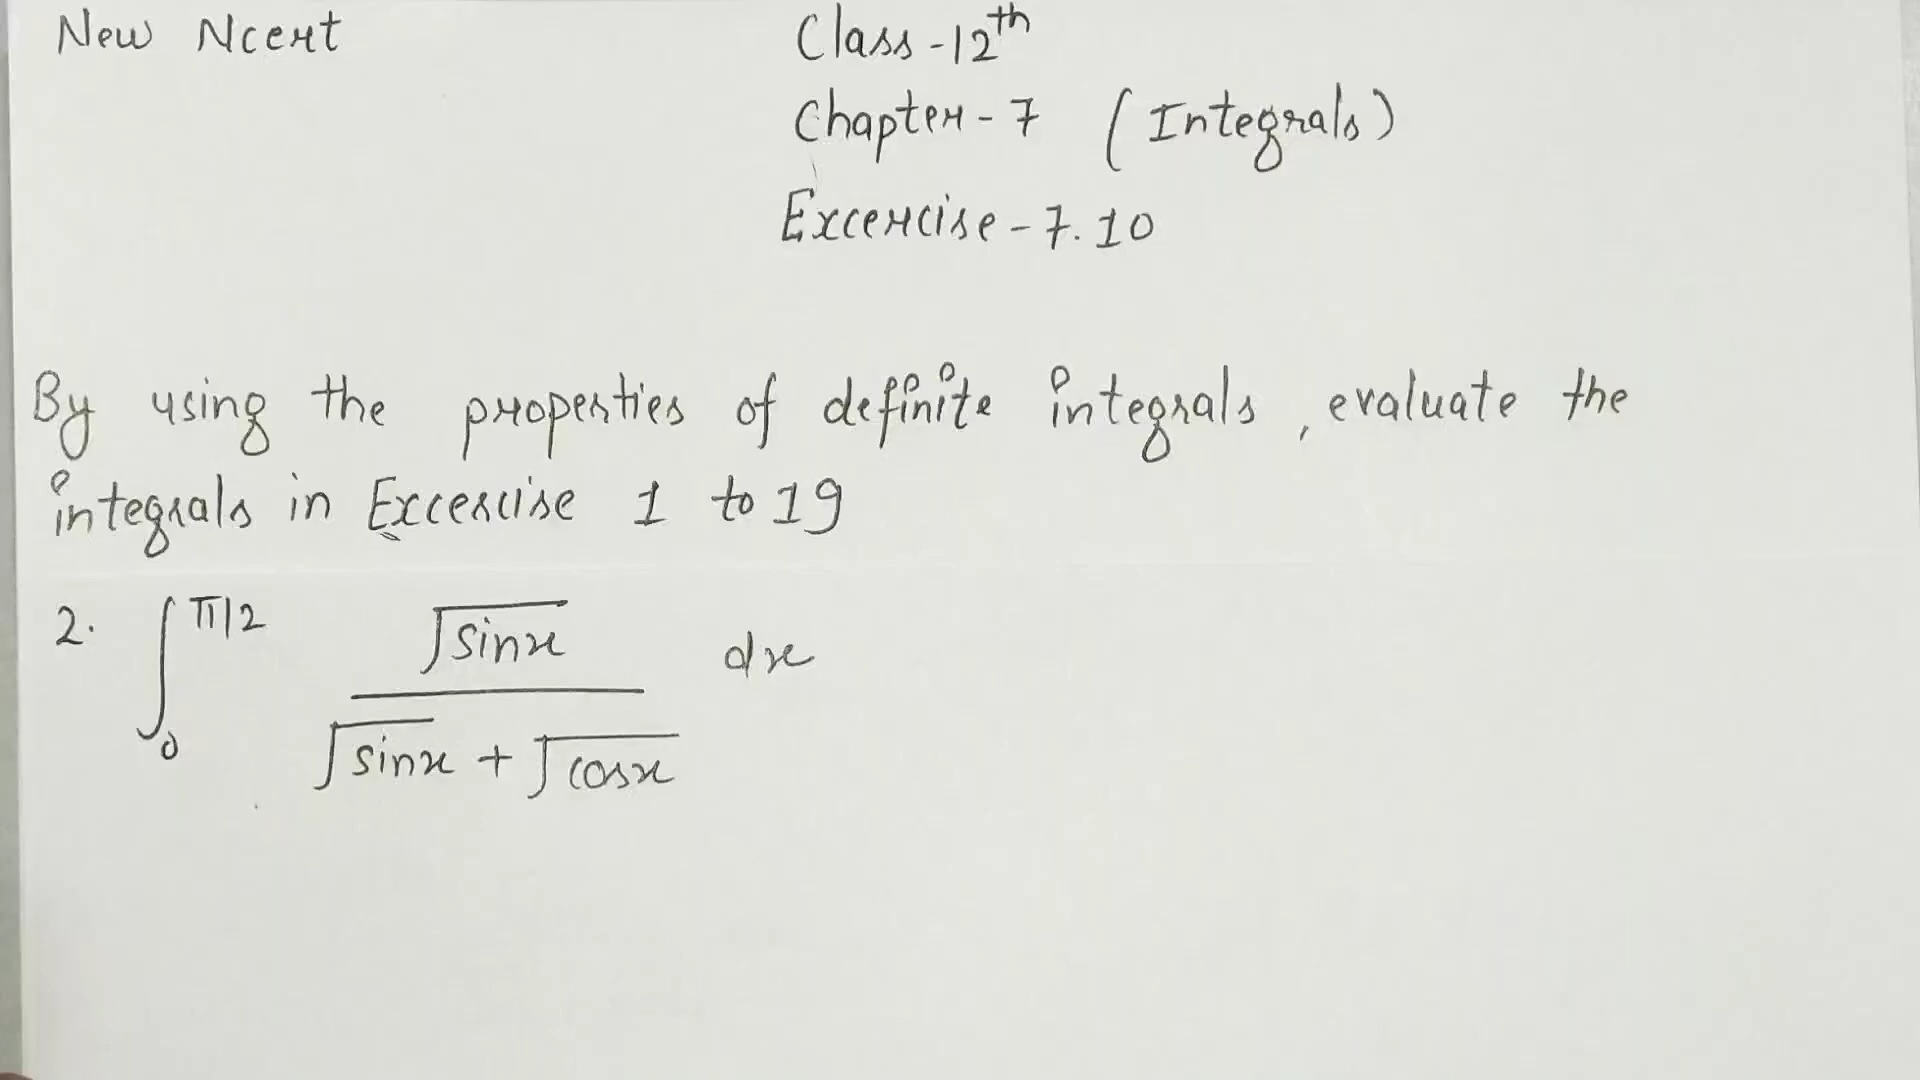 New Ncert
Class-12th
Chapter-7 (Integrals)
Excercise-7.10
By using the properties of definite integrals, evaluate the
integrals in Excercise 1 to 19
2. ∫₀^π/2 √sinx / (√sinx + √cosx) dx